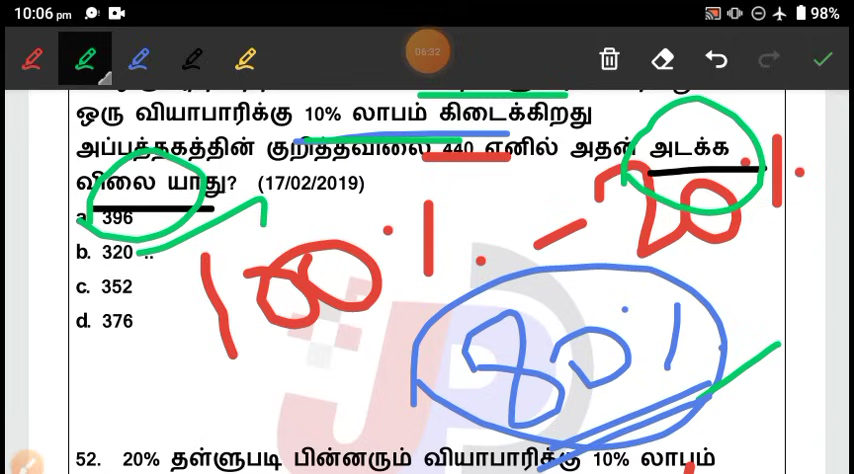 10:06 pm 98%
06:32
ஒரு வியாபாரிக்கு 10% லாபம் கிடைக்கிறது
அப்புத்தகத்தின் குறித்தவிலை 440 எனில் அதன் அடக்க
விலை யாது? (17/02/2019)
a. 396
b. 320 ..
c. 352
d. 376
100% - 20%
80%
52. 20% தள்ளுபடி பின்னரும் வியாபாரிக்கு 10% லாபம்